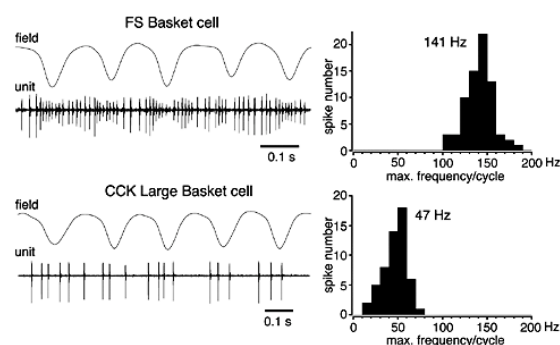 FS Basket cell
field
unit
0.1 s
spike number
20
15
10
5
0
141 Hz
0 50 100 150 200 Hz
max. frequency/cycle
CCK Large Basket cell
field
unit
0.1 s
spike number
20
15
10
5
0
47 Hz
0 50 100 150 200 Hz
max. frequency/cycle